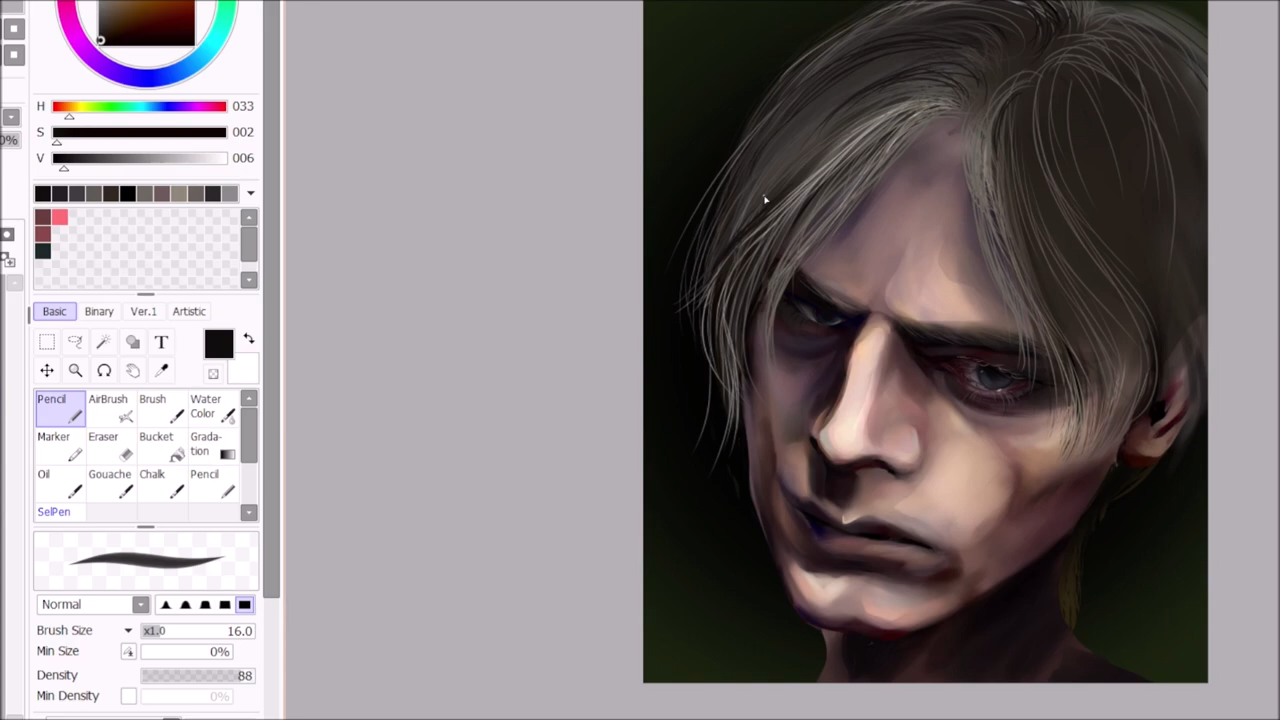 H 033
S 002
0%
V 006
Basic Binary Ver.1 Artistic
T
Pencil AirBrush Brush Water
Color
Marker Eraser Bucket Grada-
tion
Oil Gouache Chalk Pencil
SelPen
Normal
Brush Size x1.0 16.0
Min Size 0%
Density 88
Min Density 0%